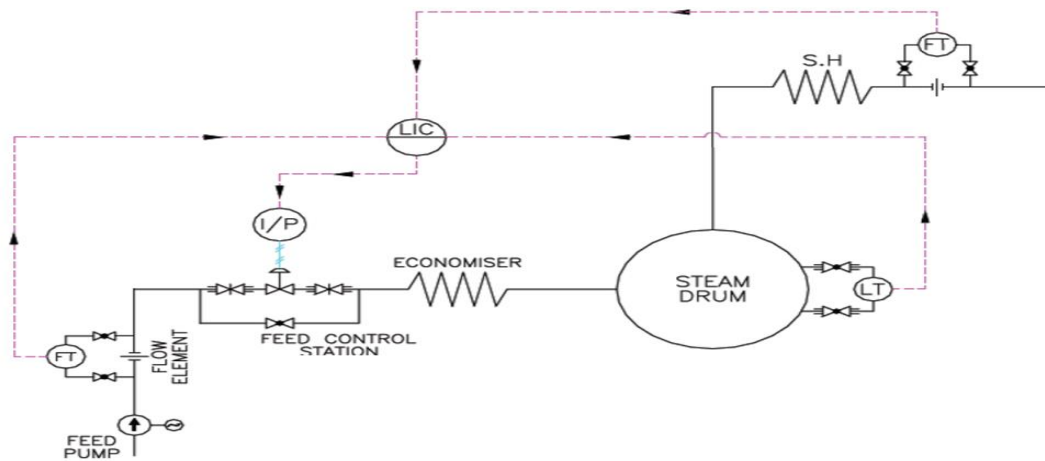 FT
S.H
LIC
I/P
ECONOMISER
STEAM
DRUM
LT
FEED CONTROL
STATION
FT
FLOW
ELEMENT
FEED
PUMP